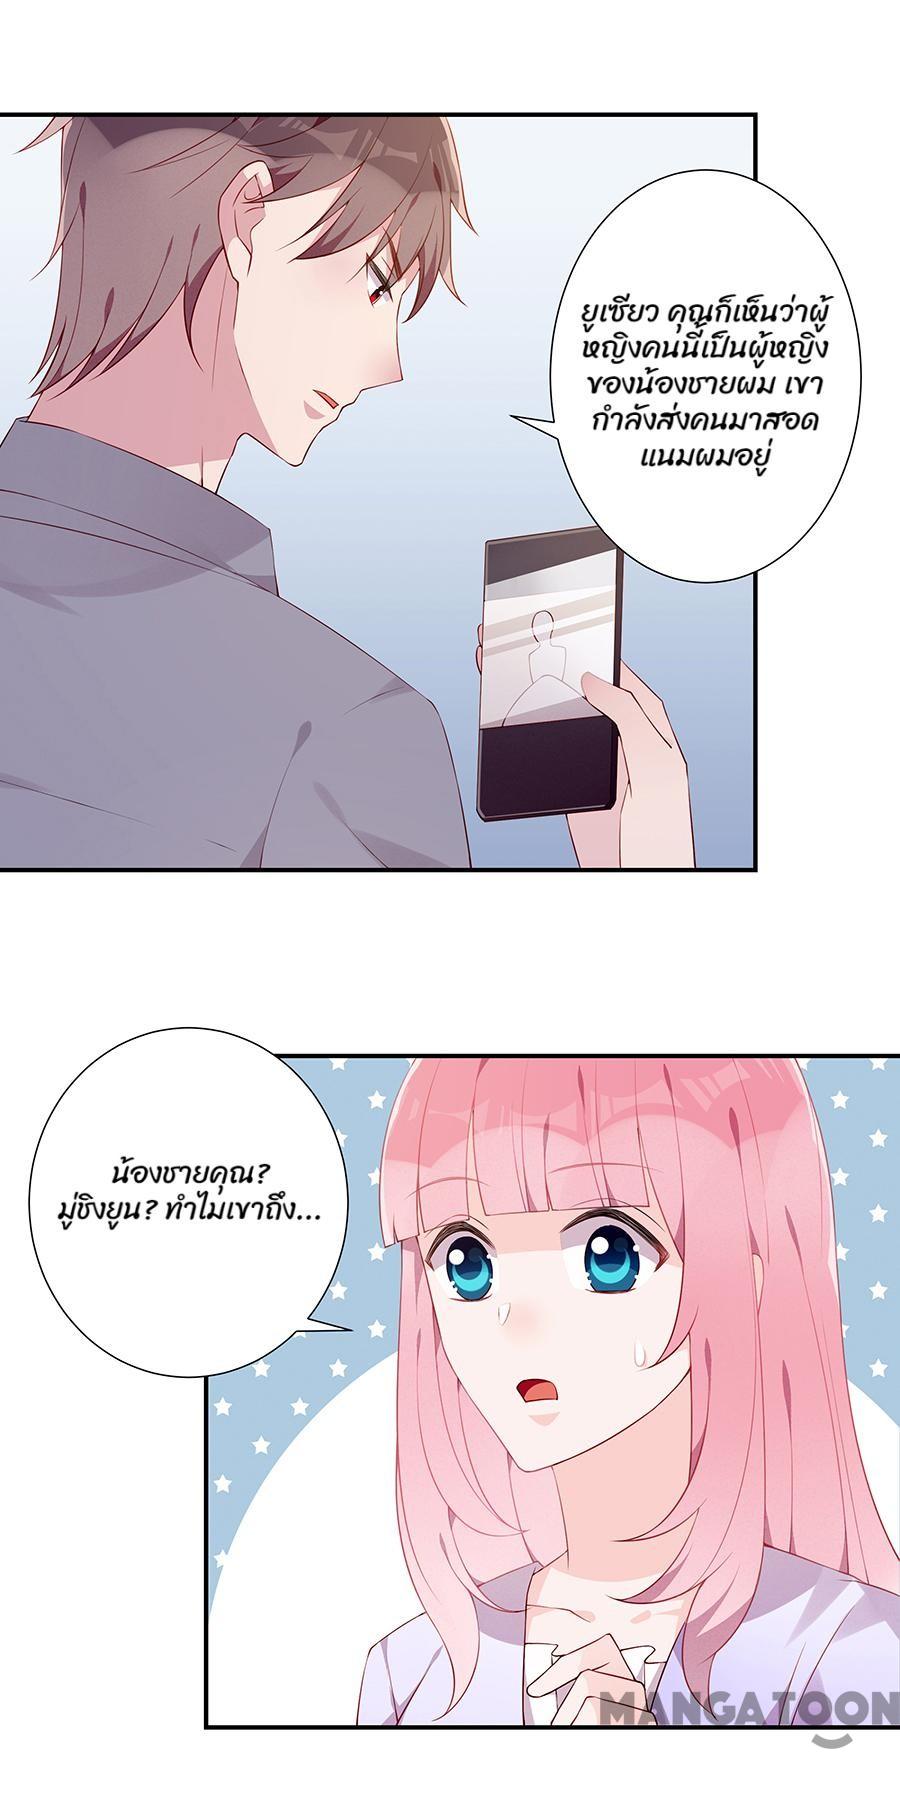 ยูเซียว คุณก็เห็นว่าผู้
หญิงคนนี้เป็นผู้หญิง
ของน้องชายผม เขา
กำลังส่งคนมาสอด
แนมผมอยู่
น้องชายคุณ?
มู่ชิงยูน? ทำไมเขาถึง...
MANGATOON